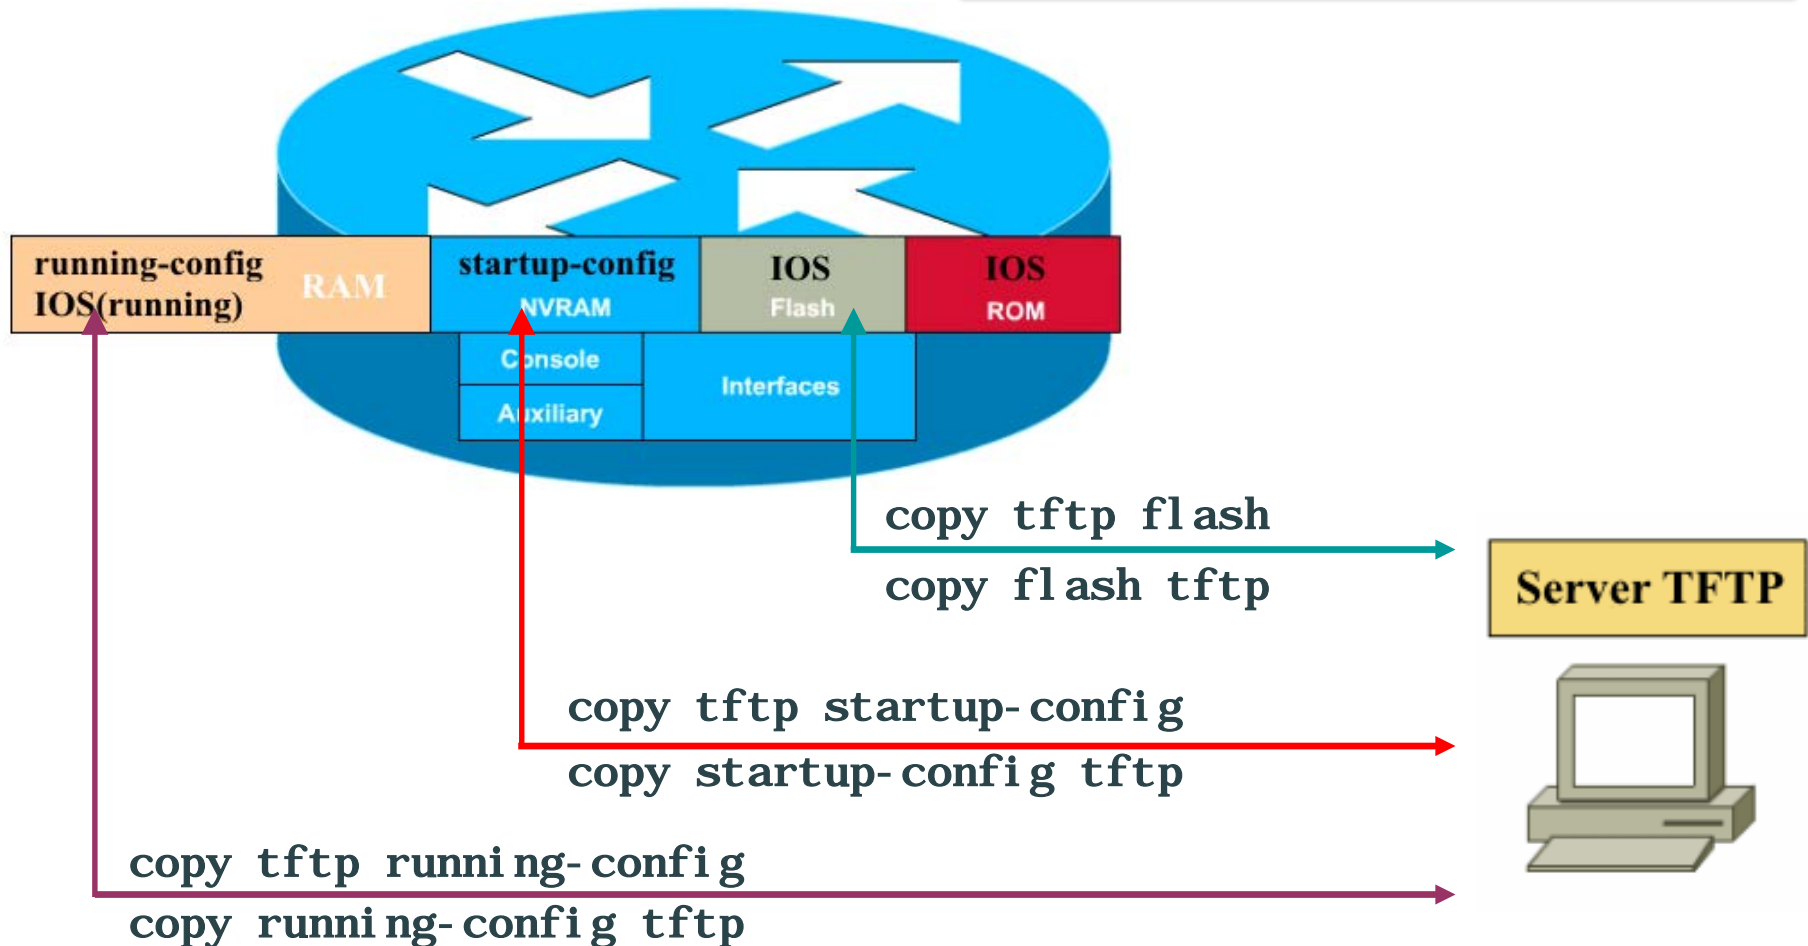 running-config
IOS(running)
RAM
startup-config
NVRAM
IOS
Flash
IOS
ROM
Console
Auxiliary
Interfaces
copy tftp flash
copy flash tftp
Server TFTP
copy tftp startup-config
copy startup-config tftp
copy tftp running-config
copy running-config tftp